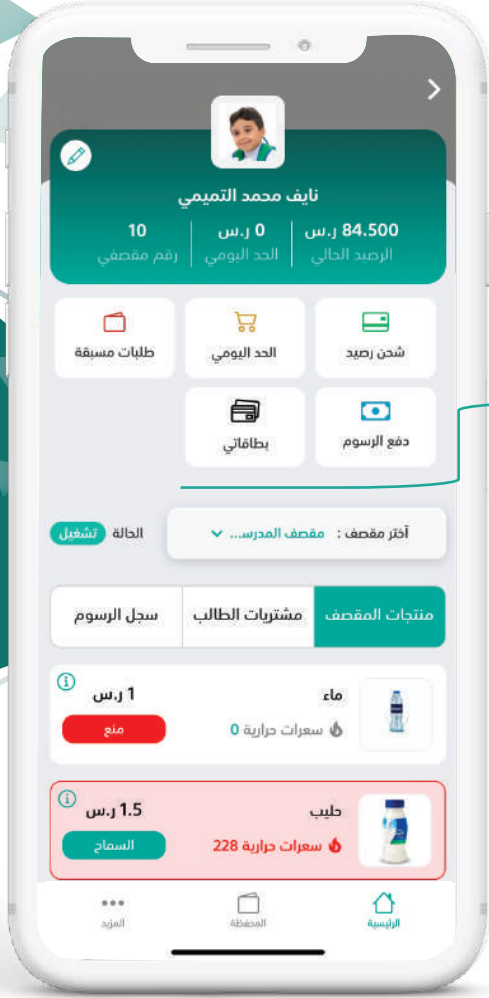 نايف محمد التميمي
84.500 ر.س
0 ر.س
10
الرصيد الحالي
الحد اليومي
رقم مقصفي
شحن رصيد
الحد اليومي
طلبات مسبقة
دفع الرسوم
بطاقاتي
أختر مقصف : مقصف المدرس...
الحالة تشغيل
منتجات المقصف
مشتريات الطالب
سجل الرسوم
ماء
1 ر.س
سعرات حرارية 0
منع
حليب
1.5 ر.س
سعرات حرارية 228
السماح
الرئيسية
المحفظة
المزيد